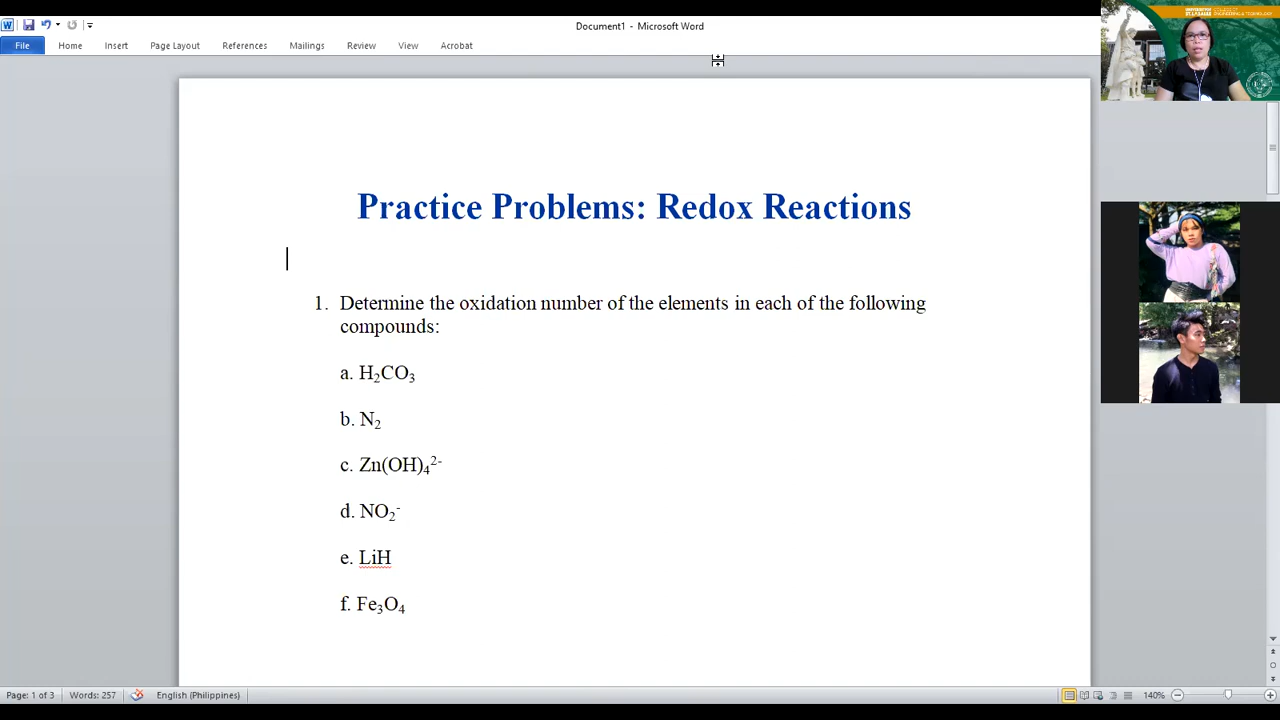 Document1 - Microsoft Word
File Home Insert Page Layout References Mailings Review View Acrobat
Practice Problems: Redox Reactions
1. Determine the oxidation number of the elements in each of the following
compounds:
a. H₂CO₃
b. N₂
c. Zn(OH)₄²⁻
d. NO₂⁻
e. LiH
f. Fe₃O₄
Page: 1 of 3 Words: 257 English (Philippines) 140%